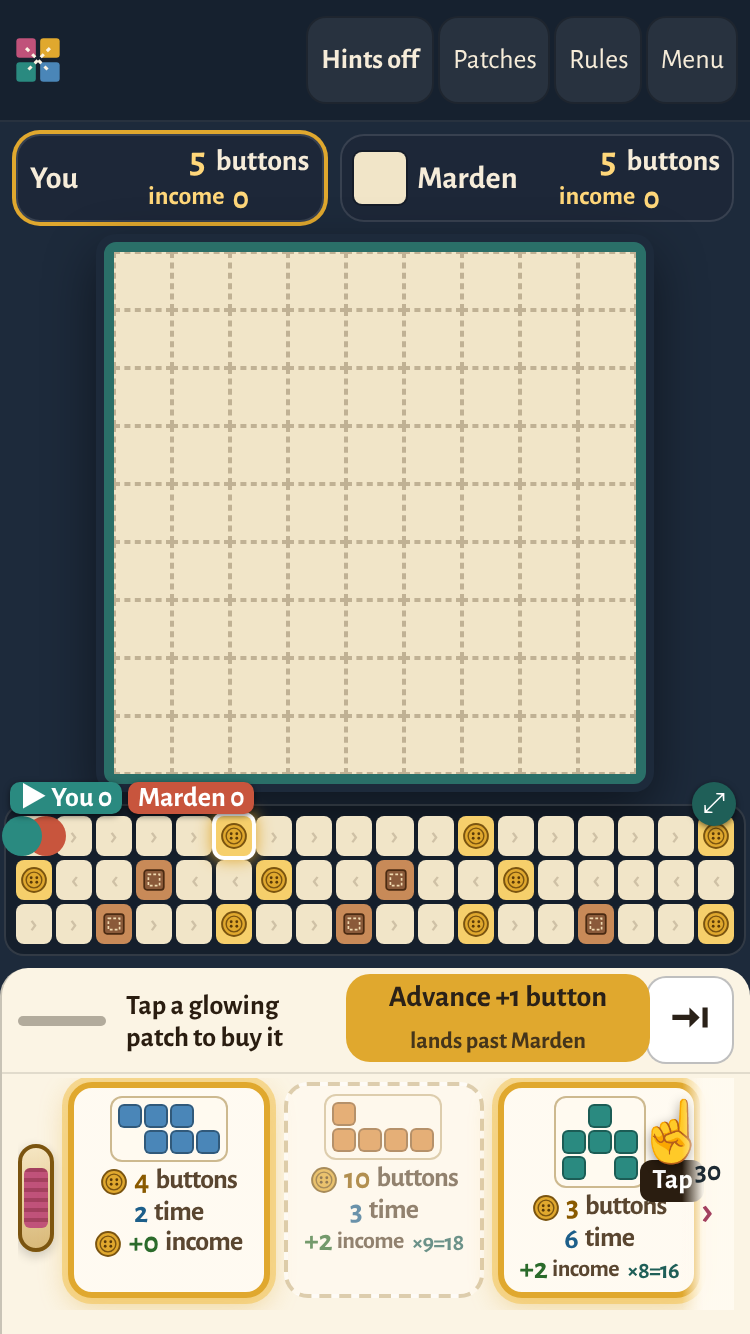 Hints off
Patches
Rules
Menu
You
5 buttons
income 0
Marden
5 buttons
income 0
You 0
Marden 0
Tap a glowing
patch to buy it
Advance +1 button
lands past Marden
4 buttons
2 time
+0 income
10 buttons
3 time
+2 income ×9=18
Tap
30
3 buttons
6 time
+2 income ×8=16